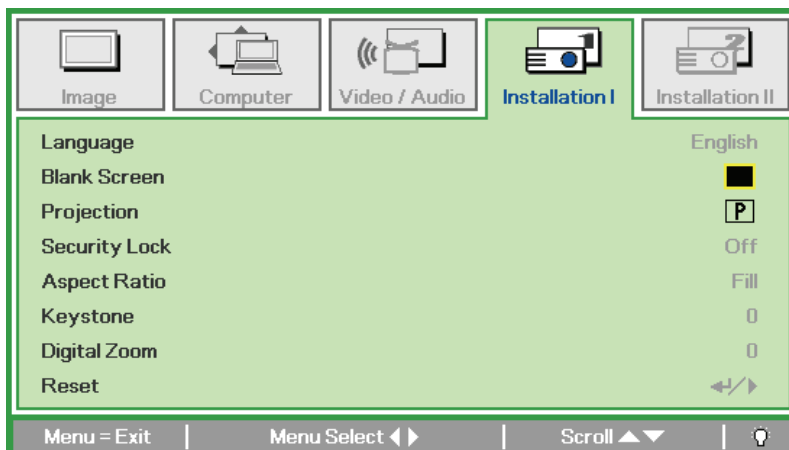 Image
Computer
Video / Audio
Installation I
Installation II
Language English
Blank Screen
Projection P
Security Lock Off
Aspect Ratio Fill
Keystone 0
Digital Zoom 0
Reset ↵/▶
Menu = Exit | Menu Select ◀▶ | Scroll ▲▼ |